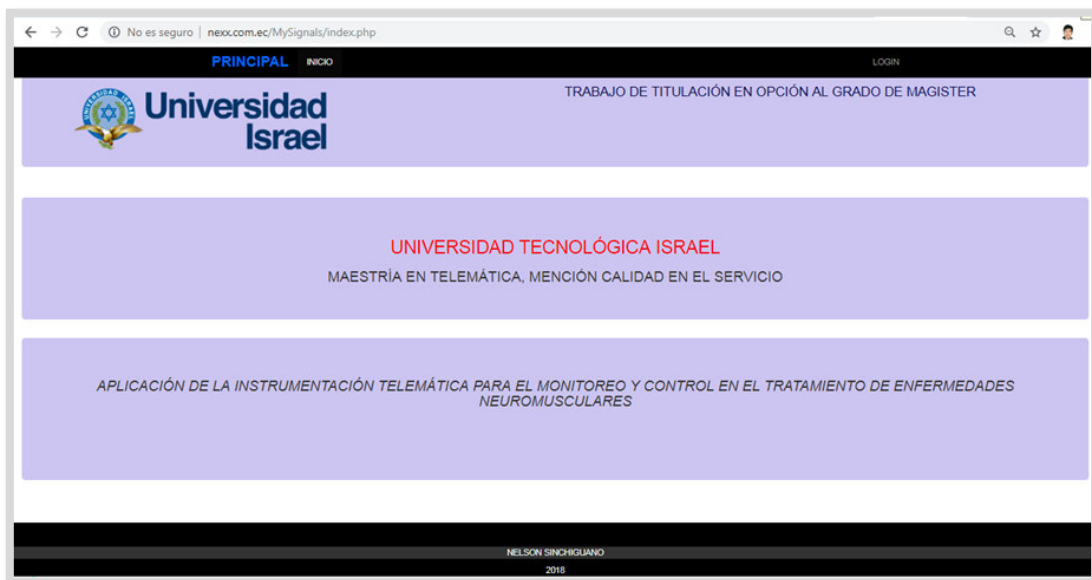 No es seguro | nexx.com.ec/MySignals/index.php
PRINCIPAL INICIO LOGIN
Universidad
Israel
TRABAJO DE TITULACIÓN EN OPCIÓN AL GRADO DE MAGISTER
UNIVERSIDAD TECNOLÓGICA ISRAEL
MAESTRÍA EN TELEMÁTICA, MENCIÓN CALIDAD EN EL SERVICIO
APLICACIÓN DE LA INSTRUMENTACIÓN TELEMÁTICA PARA EL MONITOREO Y CONTROL EN EL TRATAMIENTO DE ENFERMEDADES
NEUROMUSCULARES
NELSON SINCHIGUANO
2018